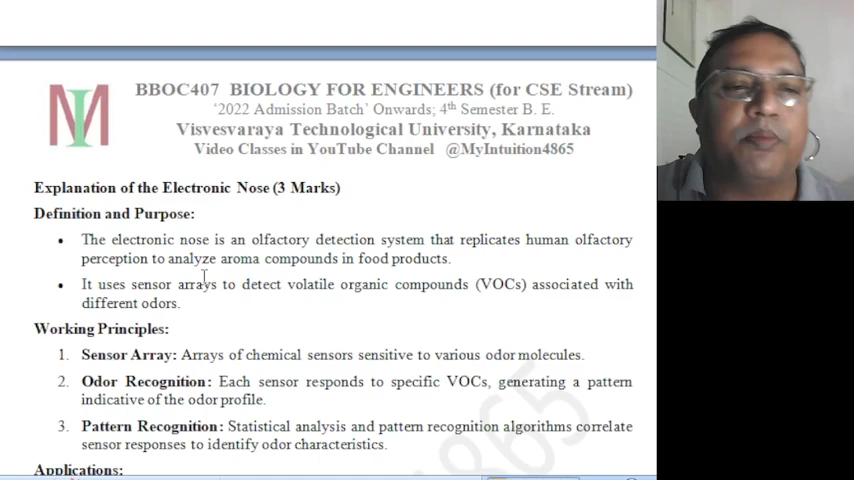 BBOC407 BIOLOGY FOR ENGINEERS (for CSE Stream)
'2022 Admission Batch' Onwards; 4th Semester B. E.
Visvesvaraya Technological University, Karnataka
Video Classes in YouTube Channel @MyIntuition4865
MI
Explanation of the Electronic Nose (3 Marks)
Definition and Purpose:
• The electronic nose is an olfactory detection system that replicates human olfactory
perception to analyze aroma compounds in food products.
• It uses sensor arrays to detect volatile organic compounds (VOCs) associated with
different odors.
Working Principles:
1. Sensor Array: Arrays of chemical sensors sensitive to various odor molecules.
2. Odor Recognition: Each sensor responds to specific VOCs, generating a pattern
indicative of the odor profile.
3. Pattern Recognition: Statistical analysis and pattern recognition algorithms correlate
sensor responses to identify odor characteristics.
4865
Applications: